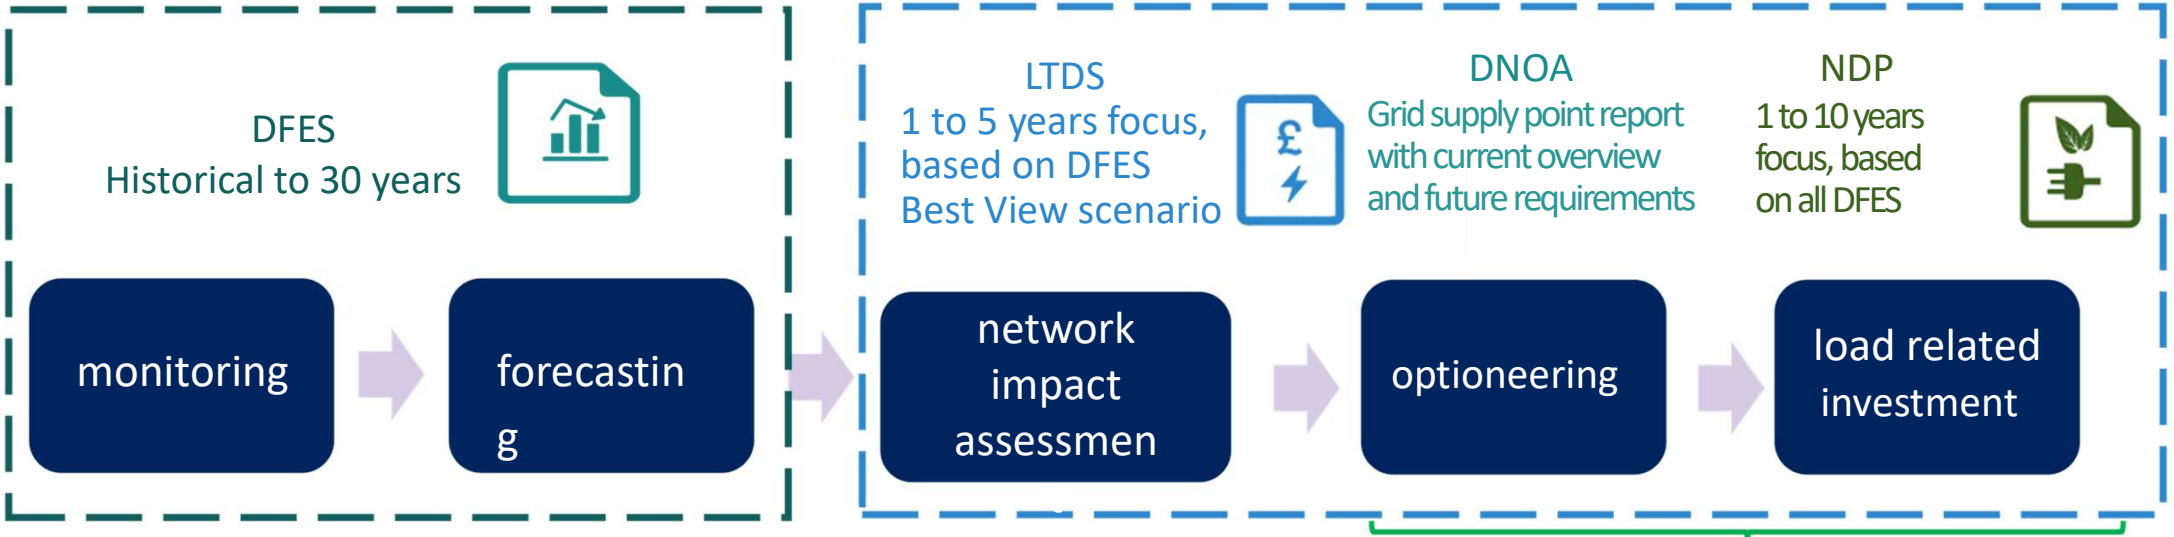 DFES
Historical to 30 years
LTDS
1 to 5 years focus,
based on DFES
Best View scenario
£
DNOA
Grid supply point report
with current overview
and future requirements
NDP
1 to 10 years
focus, based
on all DFES
monitoring
forecastin
g
network
impact
assessmen
optioneering
load related
investment